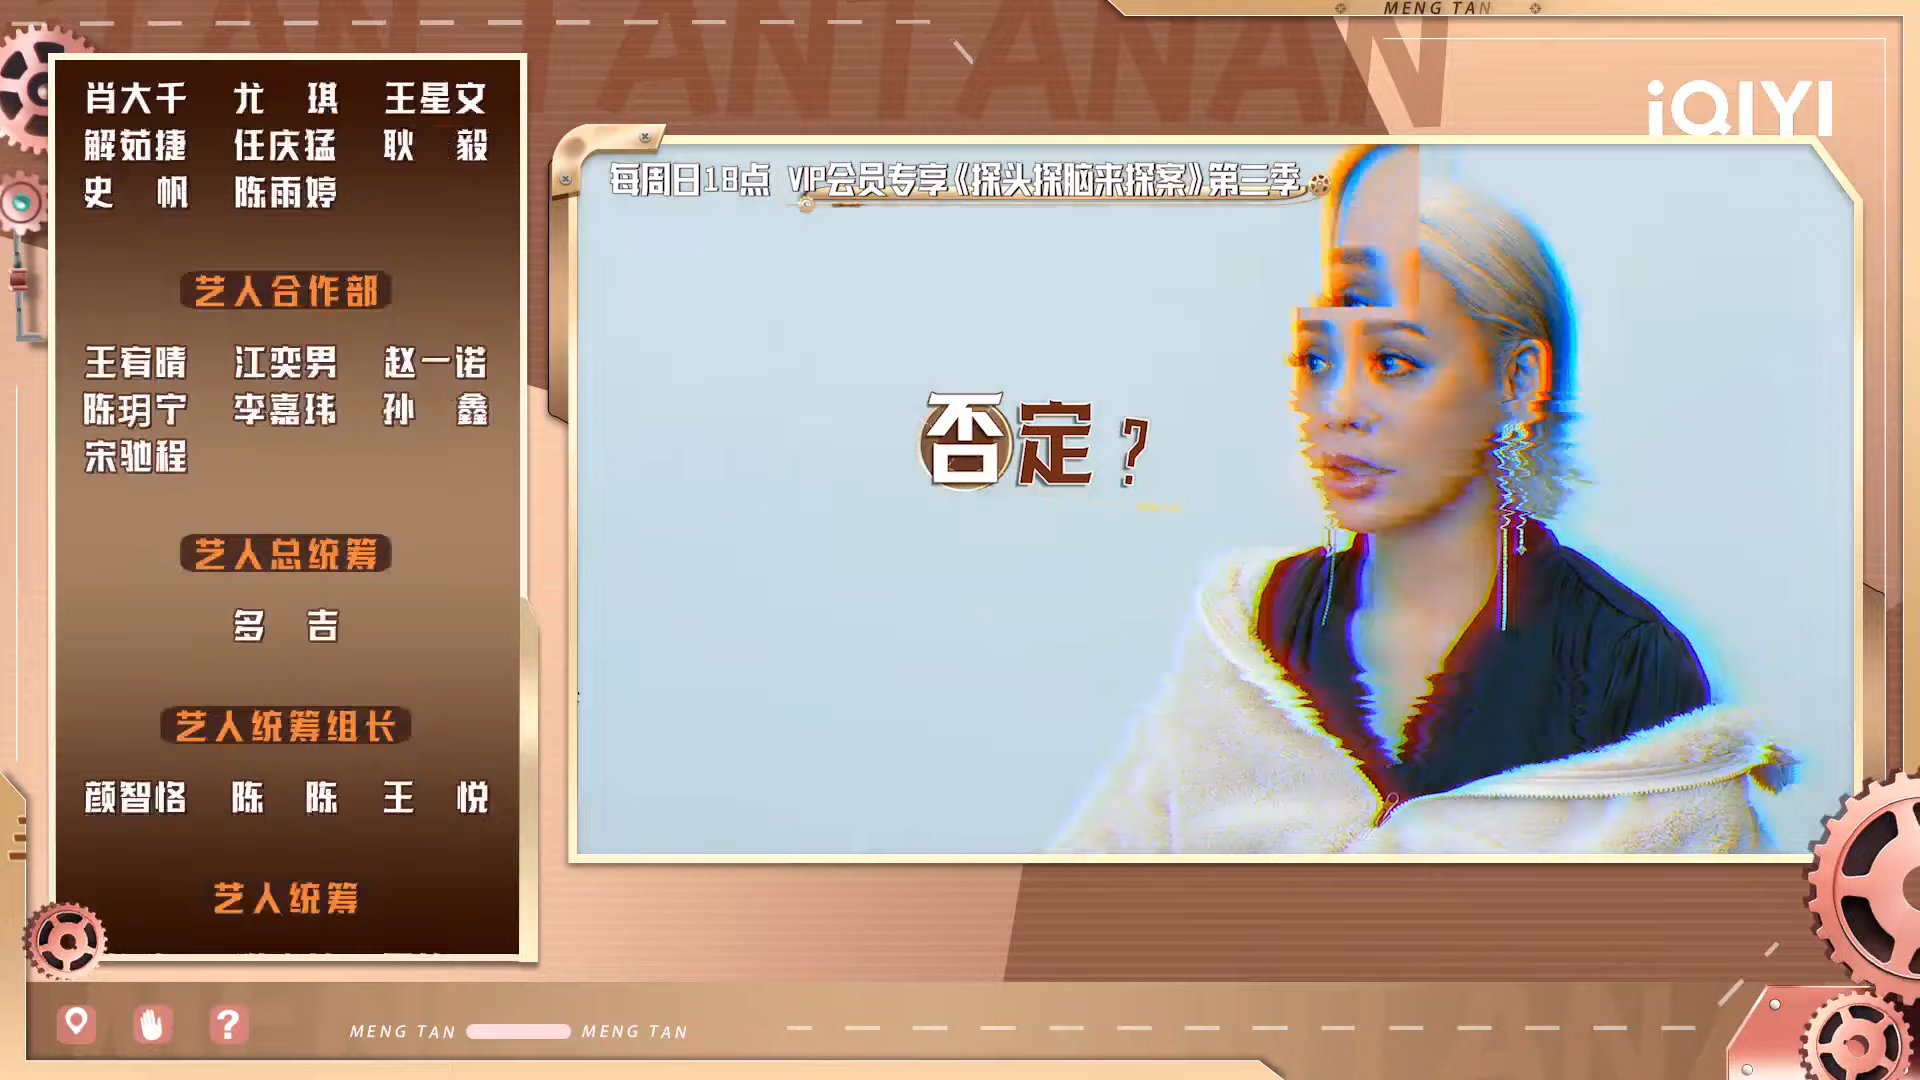 MENG TAN
iQIYI
肖大千 尤 琪 王星文
解茹捷 任庆猛 耿 毅
史 帆 陈雨婷
艺人合作部
王宥晴 江奕男 赵一诺
陈玥宁 李嘉玮 孙 鑫
宋驰程
艺人总统筹
多 吉
艺人统筹组长
颜智恪 陈 陈 王 悦
艺人统筹
每周日18点 VIP会员专享《探头探脑来探案》第三季
否定?
MENG TAN MENG TAN